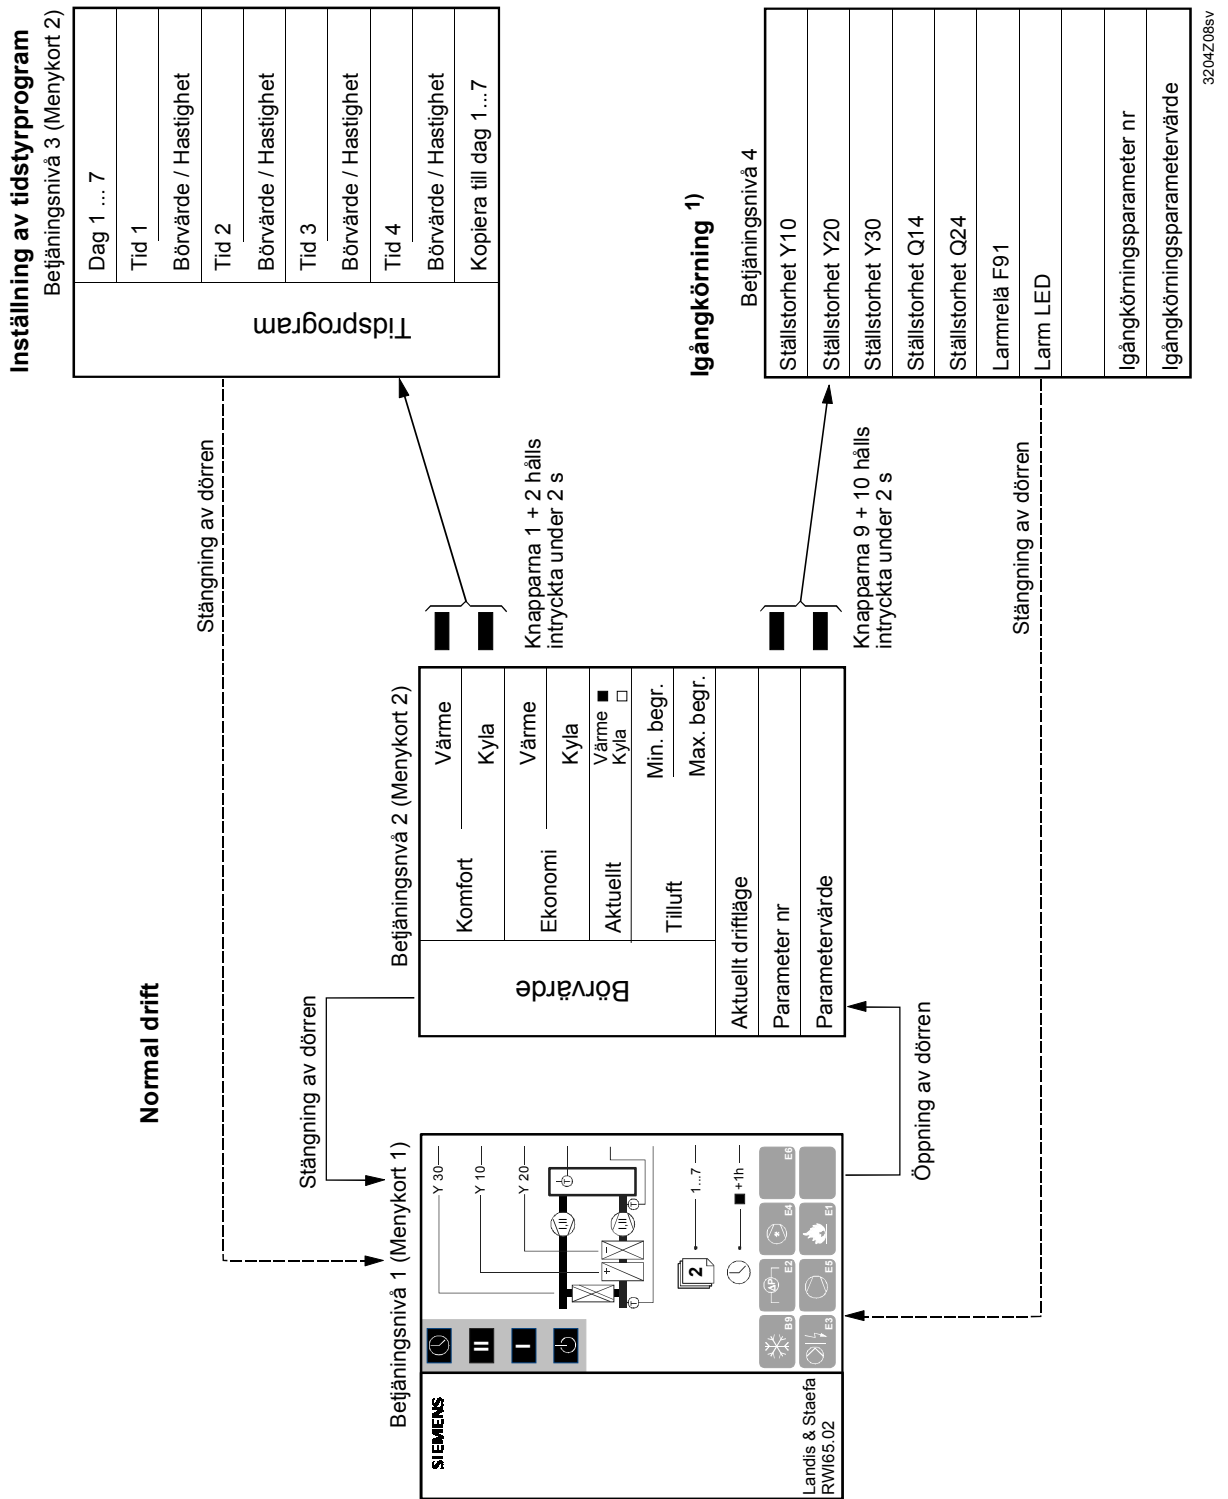 Normal drift
Inställning av tidstyrprogram
Betjäningsnivå 3 (Menykort 2)
Tidsprogram
Dag 1 ... 7
Tid 1
Börvärde / Hastighet
Tid 2
Börvärde / Hastighet
Tid 3
Börvärde / Hastighet
Tid 4
Börvärde / Hastighet
Kopiera till dag 1...7
Stängning av dörren
Stängning av dörren
Betjäningsnivå 1 (Menykort 1)
SIEMENS
II
I
Y 30
Y 10
Y 20
I,II
I,II
T
T
T
+
−
2
1...7
+1h
B9
E2
ΔP
E4
E6
E3
E5
E1
Landis & Staefa
RWI65.02
Öppning av dörren
Betjäningsnvå 2 (Menykort 2)
Börvärde
Komfort
Värme
Kyla
Ekonomi
Värme
Kyla
Aktuellt
Värme
Kyla
Tilluft
Min. begr.
Max. begr.
Aktuellt driftläge
Parameter nr
Parametervärde
Knapparna 1 + 2 hålls
intryckta under 2 s
Knapparna 9 + 10 hålls
intryckta under 2 s
Igångkörning 1)
Betjäningsnivå 4
Ställstorhet Y10
Ställstorhet Y20
Ställstorhet Y30
Ställstorhet Q14
Ställstorhet Q24
Larmrelä F91
Larm LED
Igångkörningsparameter nr
Igångkörningsparametervärde
Stängning av dörren
3204Z08sv